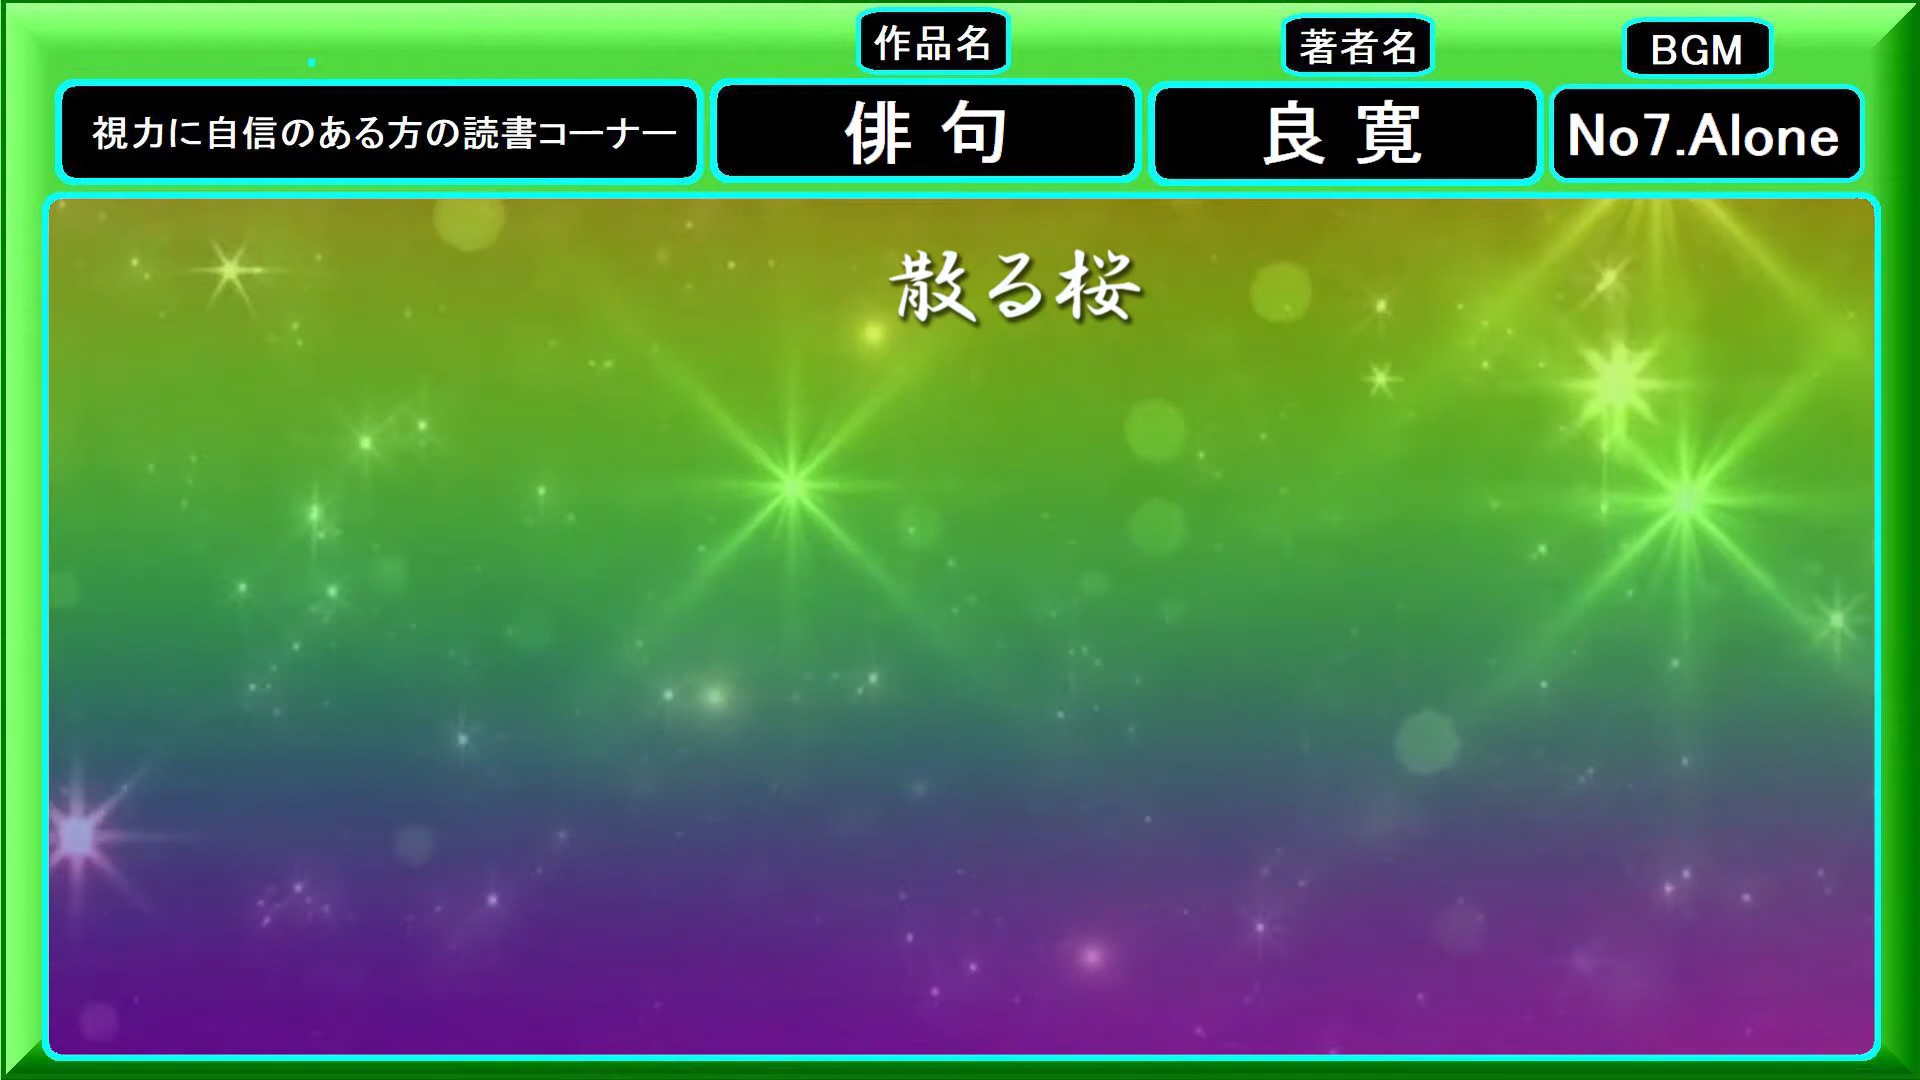 作品名
著者名
BGM
視力に自信のある方の読書コーナー
俳句
良寛
No7.Alone
散る桜